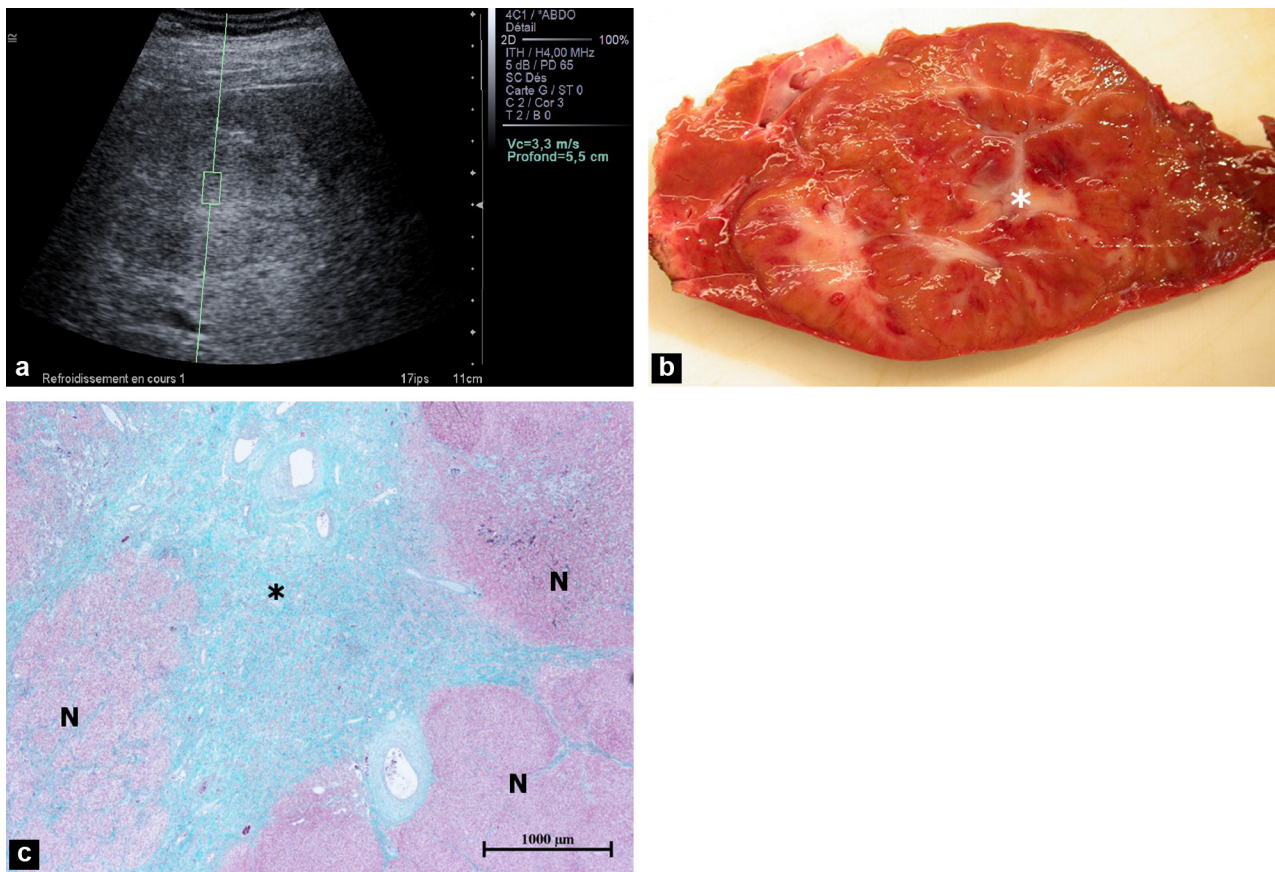 4C1 / *ABDO
Détail
2D 100%
ITH / H4,00 MHz
5 dB / PD 65
SC Dés
Carte G / ST 0
C 2 / Cor 3
T 2 / B 0
Vc=3,3 m/s
Profond=5,5 cm
Refroidissement en cours 1 17ips 11cm
a
*
b
*
N
N
N
1000 µm
c